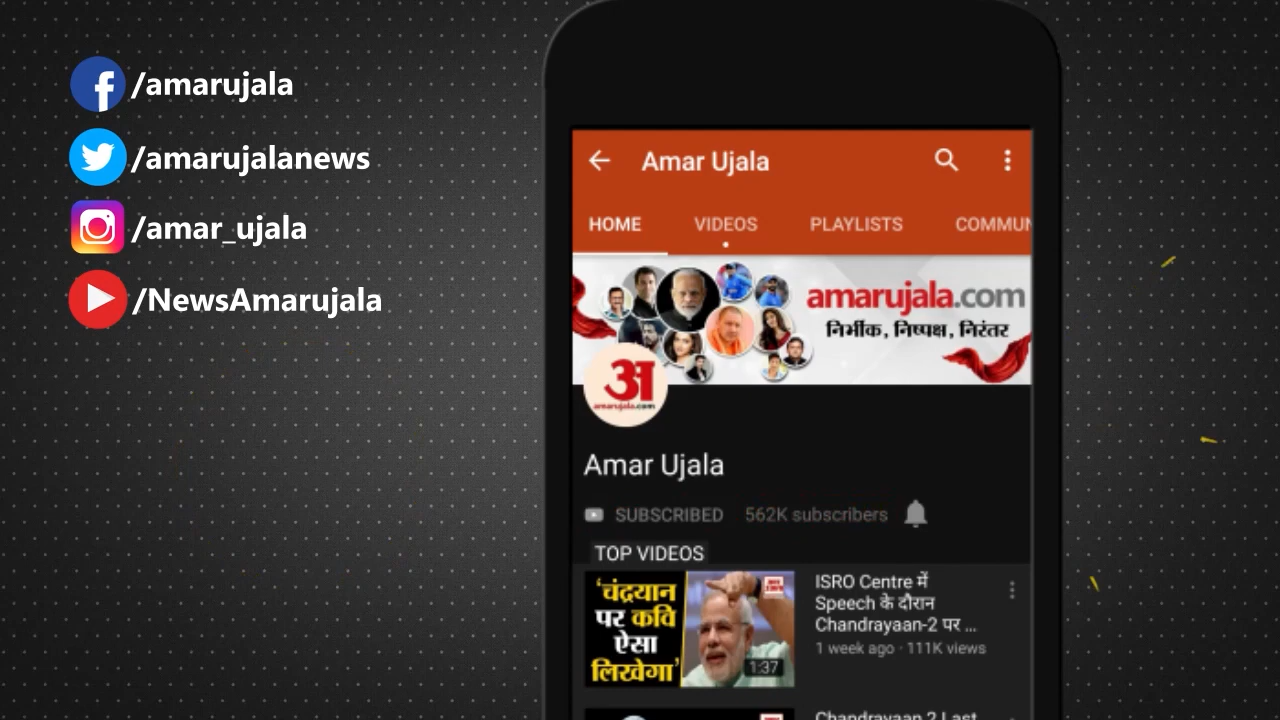 /amarujala
/amarujalanews
/amar_ujala
/NewsAmarujala
Amar Ujala
HOME VIDEOS PLAYLISTS COMMUN
amarujala.com
निर्भीक, निष्पक्ष, निरंतर
अ
amarujala.com
Amar Ujala
SUBSCRIBED 562K subscribers
TOP VIDEOS
'चंद्रयान
पर कवि
ऐसा
लिखेगा'
1:37
ISRO Centre में
Speech के दौरान
Chandrayaan-2 पर ...
1 week ago · 111K views
Chandrayaan 2 Last